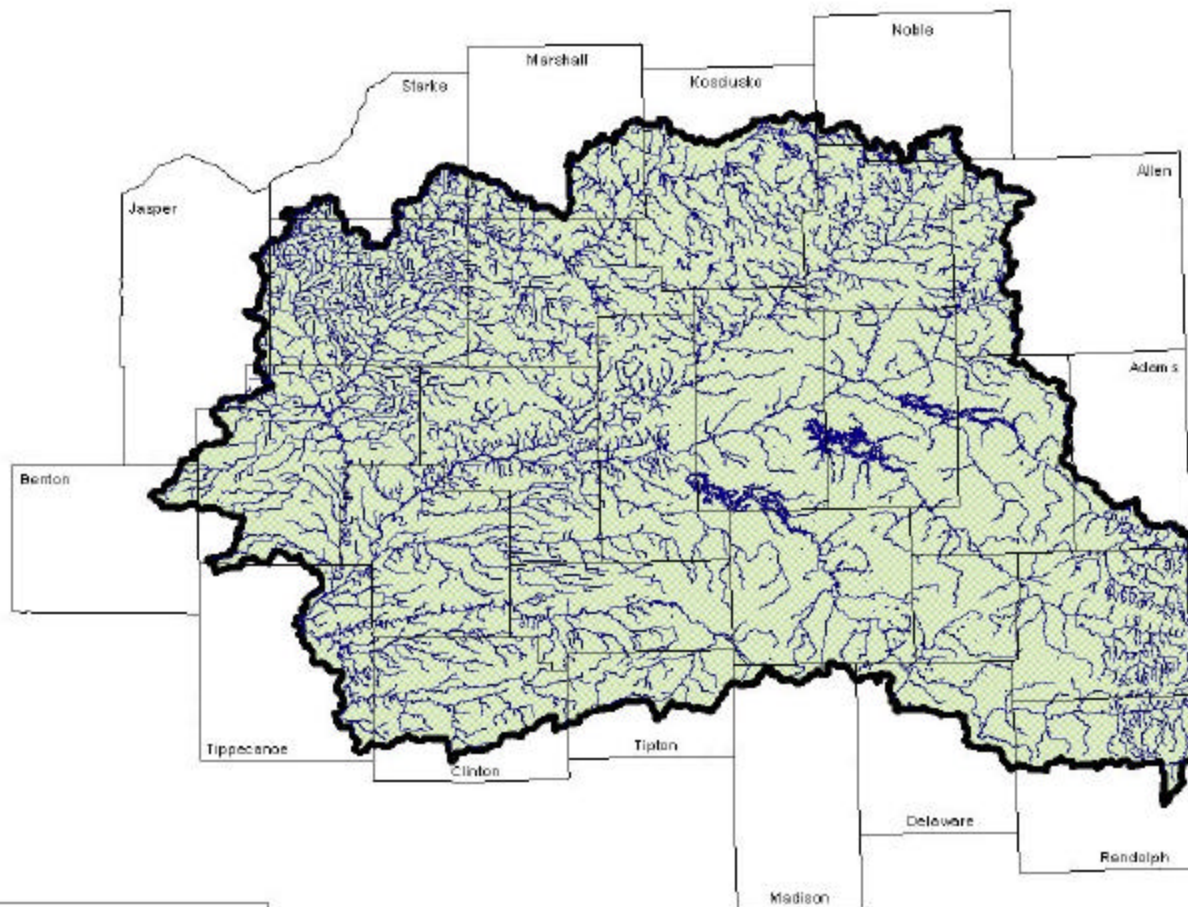 Noble
Marshall
Starke
Kosciusko
Allen
Jasper
Adams
Benton
Tippecanoe
Tipton
Clinton
Delaware
Randolph
Madison